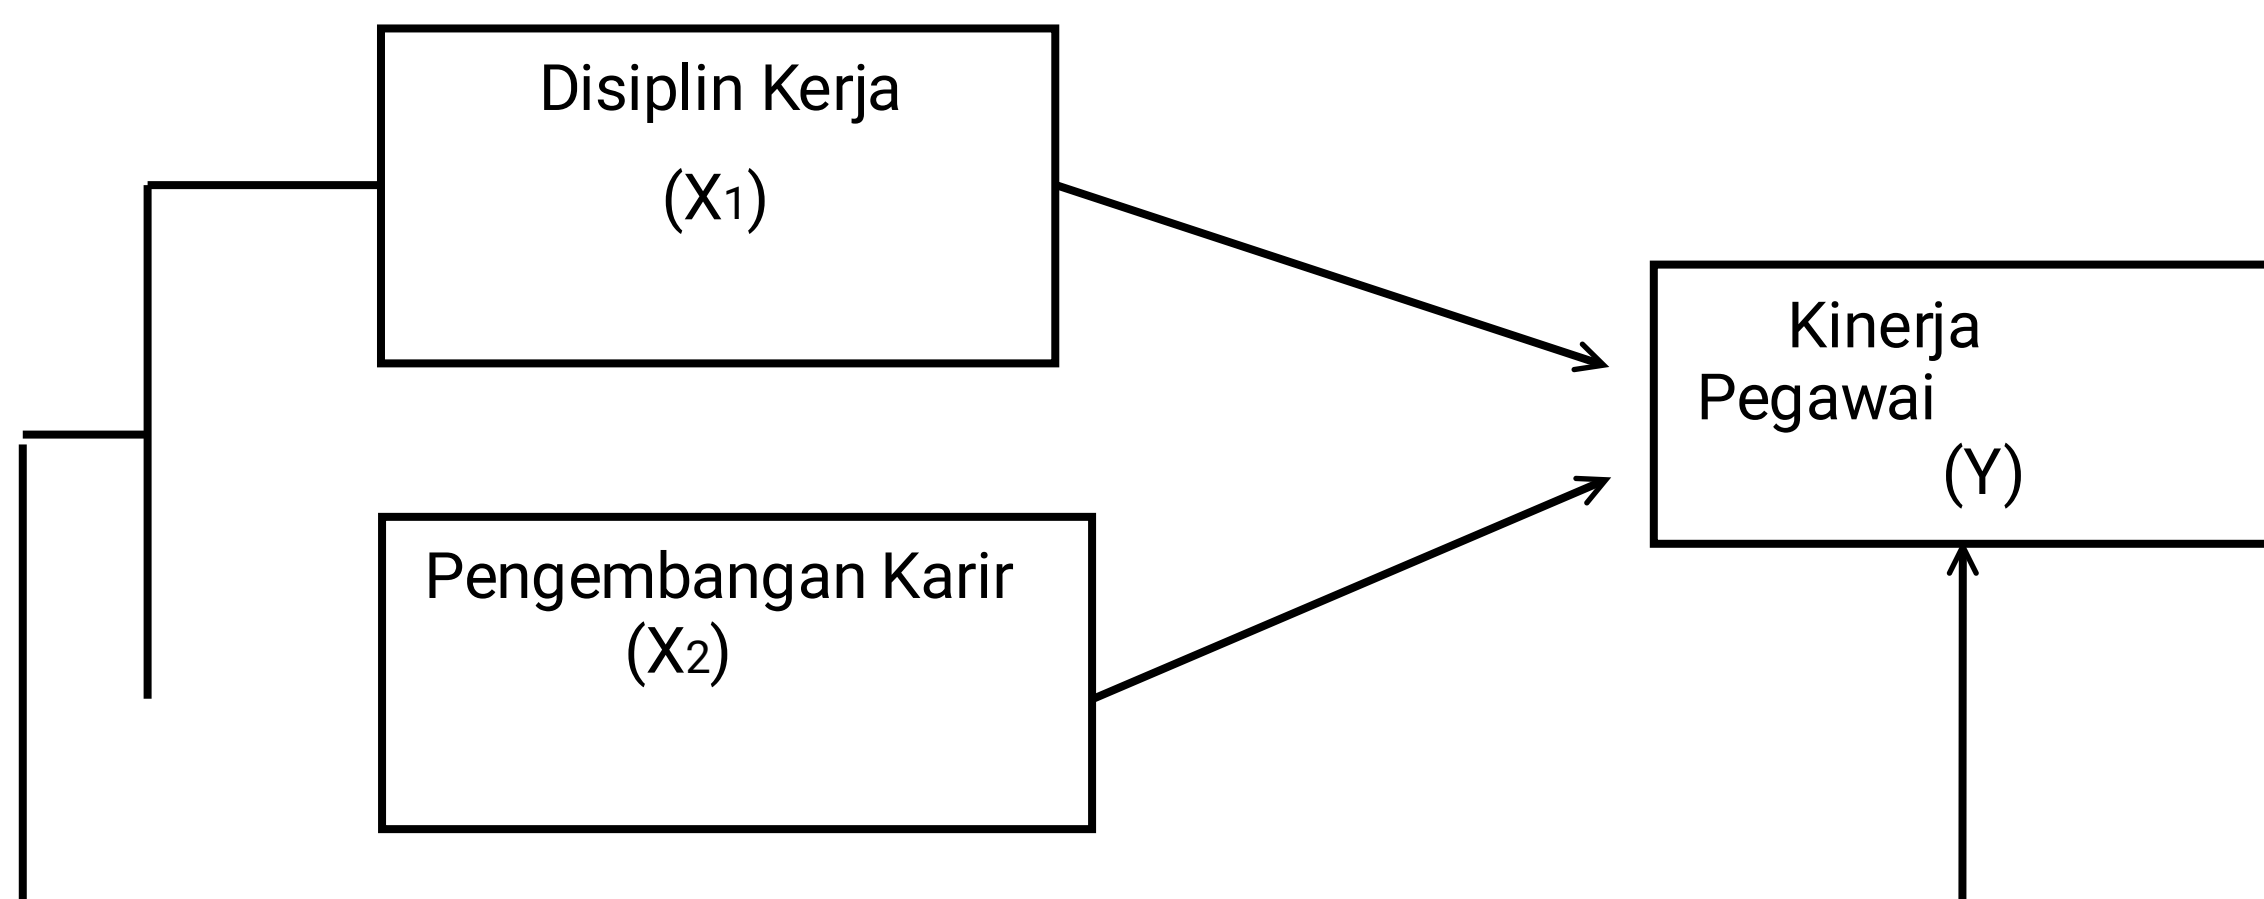 Disiplin Kerja
(X1)
Kinerja
Pegawai
(Y)
Pengembangan Karir
(X2)